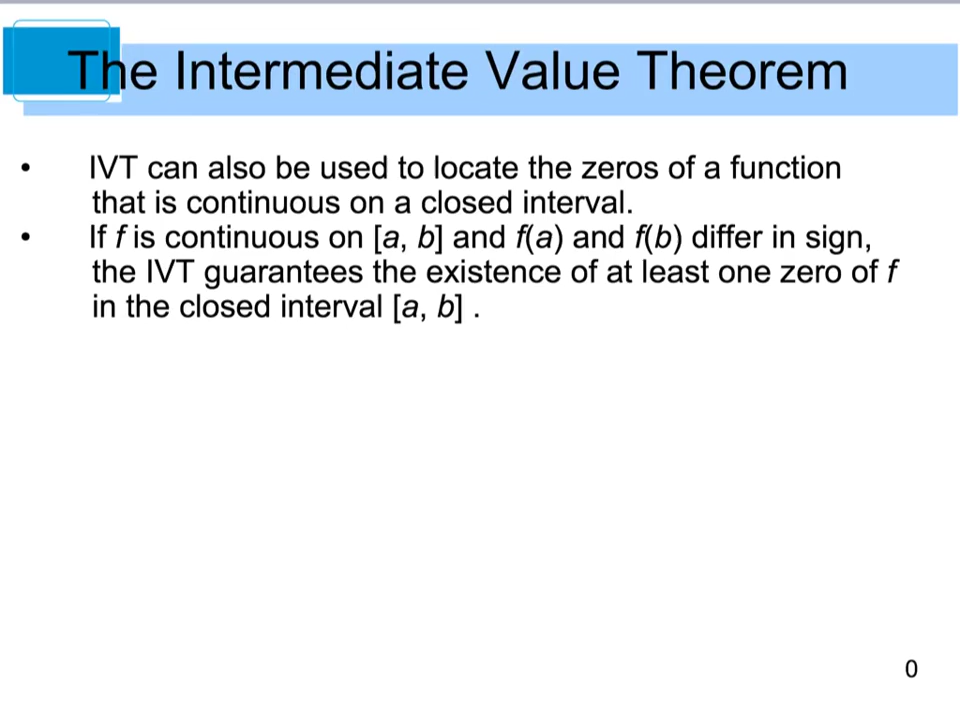 The Intermediate Value Theorem
• IVT can also be used to locate the zeros of a function
that is continuous on a closed interval.
• If f is continuous on [a, b] and f(a) and f(b) differ in sign,
the IVT guarantees the existence of at least one zero of f
in the closed interval [a, b] .
0